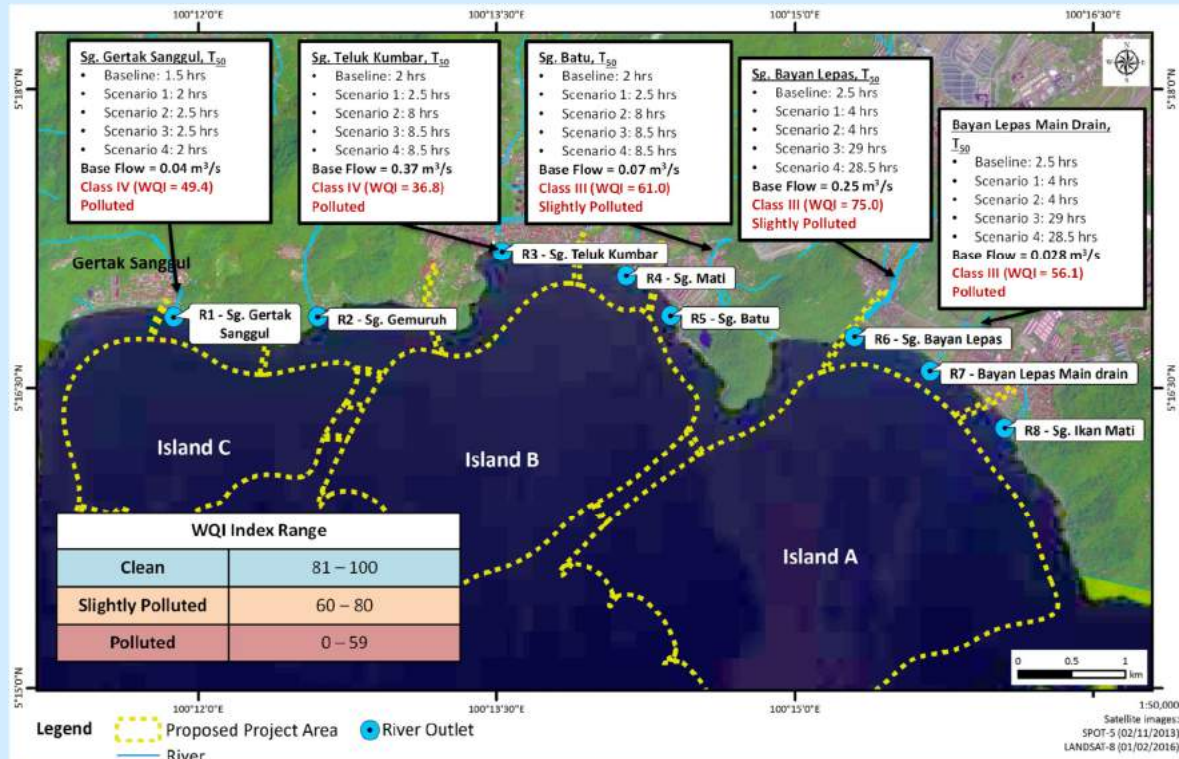 100°12'0"E
100°13'30"E
100°15'0"E
100°16'30"E
5°18'0"N
5°18'0"N
Sg. Gertak Sanggul, T50
• Baseline: 1.5 hrs
• Scenario 1: 2 hrs
• Scenario 2: 2.5 hrs
• Scenario 3: 2.5 hrs
• Scenario 4: 2 hrs
Base Flow = 0.04 m³/s
Class IV (WQI = 49.4)
Polluted
Sg. Teluk Kumbar, T50
• Baseline: 2 hrs
• Scenario 1: 2.5 hrs
• Scenario 2: 8 hrs
• Scenario 3: 8.5 hrs
• Scenario 4: 8.5 hrs
Base Flow = 0.37 m³/s
Class IV (WQI = 36.8)
Polluted
Sg. Batu, T50
• Baseline: 2 hrs
• Scenario 1: 2.5 hrs
• Scenario 2: 8 hrs
• Scenario 3: 8.5 hrs
• Scenario 4: 8.5 hrs
Base Flow = 0.07 m³/s
Class III (WQI = 61.0)
Slightly Polluted
Sg. Bayan Lepas, T50
• Baseline: 2.5 hrs
• Scenario 1: 4 hrs
• Scenario 2: 4 hrs
• Scenario 3: 29 hrs
• Scenario 4: 28.5 hrs
Base Flow = 0.25 m³/s
Class III (WQI = 75.0)
Slightly Polluted
Bayan Lepas Main Drain,
T50
• Baseline: 2.5 hrs
• Scenario 1: 4 hrs
• Scenario 2: 4 hrs
• Scenario 3: 29 hrs
• Scenario 4: 28.5 hrs
Base Flow = 0.028 m³/s
Class III (WQI = 56.1)
Polluted
N
Gertak Sanggul
R1 - Sg. Gertak
Sanggul
R2 - Sg. Gemuruh
R3 - Sg. Teluk Kumbar
R4 - Sg. Mati
R5 - Sg. Batu
R6 - Sg. Bayan Lepas
R7 - Bayan Lepas Main drain
R8 - Sg. Ikan Mati
5°16'30"N
5°16'30"N
Island C
Island B
Island A
WQI Index Range
Clean 81 – 100
Slightly Polluted 60 – 80
Polluted 0 – 59
0 0.5 1
km
5°15'0"N
100°12'0"E
100°13'30"E
100°15'0"E
1:50,000
Legend
Proposed Project Area
River Outlet
River
Satellite images:
SPOT-5 (02/11/2013)
LANDSAT-8 (01/02/2016)